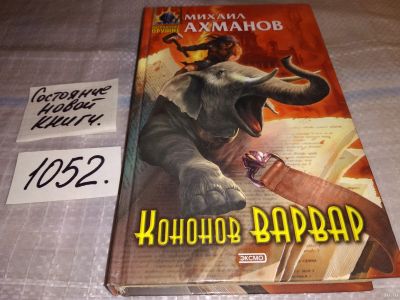 МИХАИЛ
АХМАНОВ
Состояние
новой
книги.
1052.
Кононов ВАРВАР
ЭКСМО